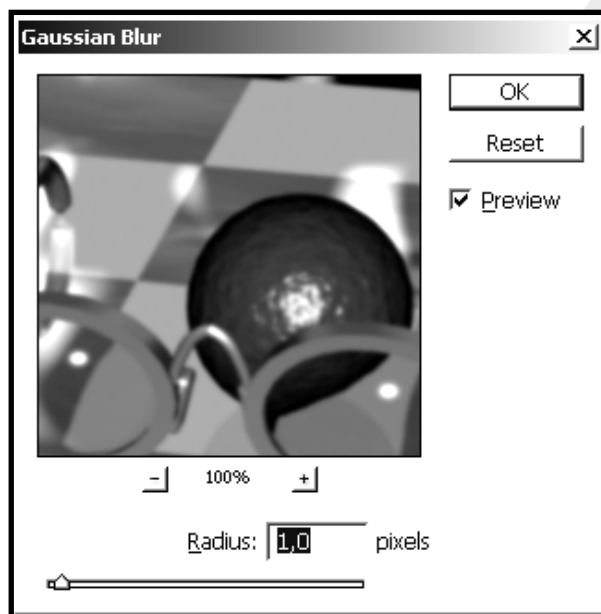 Gaussian Blur
OK
Reset
Preview
- 100% +
Radius: 1,0 pixels